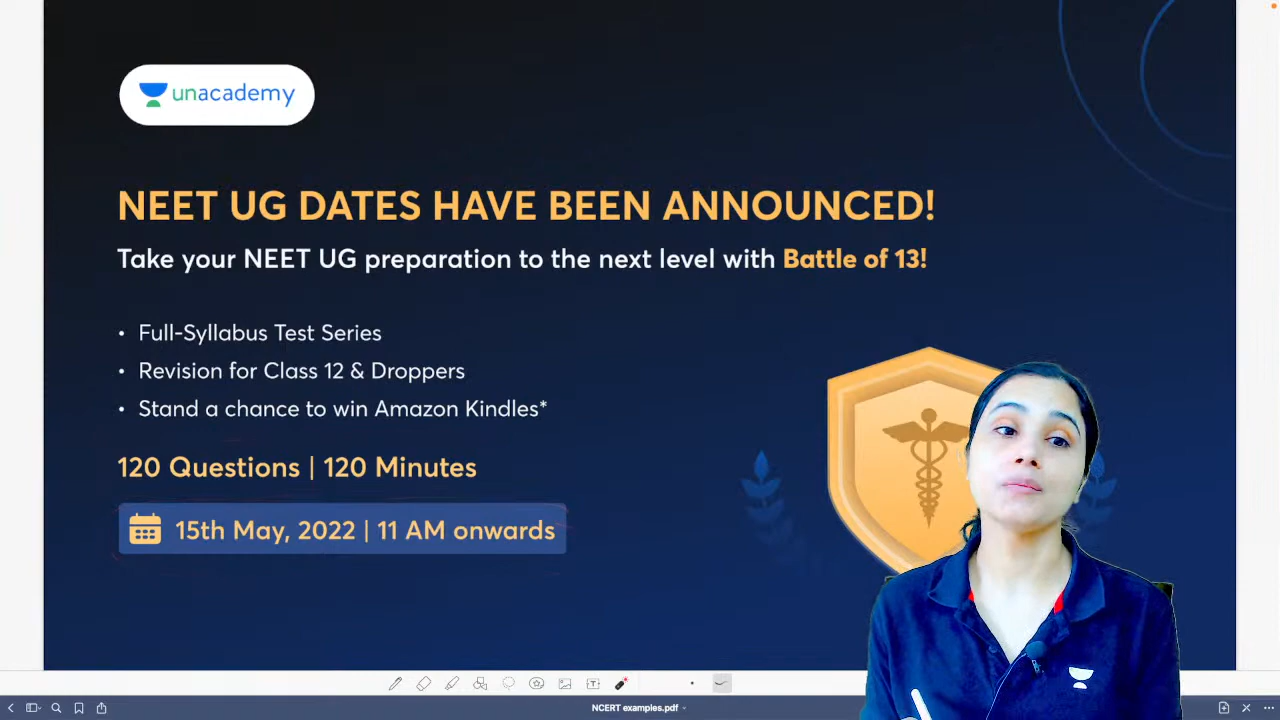 unacademy
NEET UG DATES HAVE BEEN ANNOUNCED!
Take your NEET UG preparation to the next level with Battle of 13!
• Full-Syllabus Test Series
• Revision for Class 12 & Droppers
• Stand a chance to win Amazon Kindles*
120 Questions | 120 Minutes
15th May, 2022 | 11 AM onwards
NCERT examples.pdf